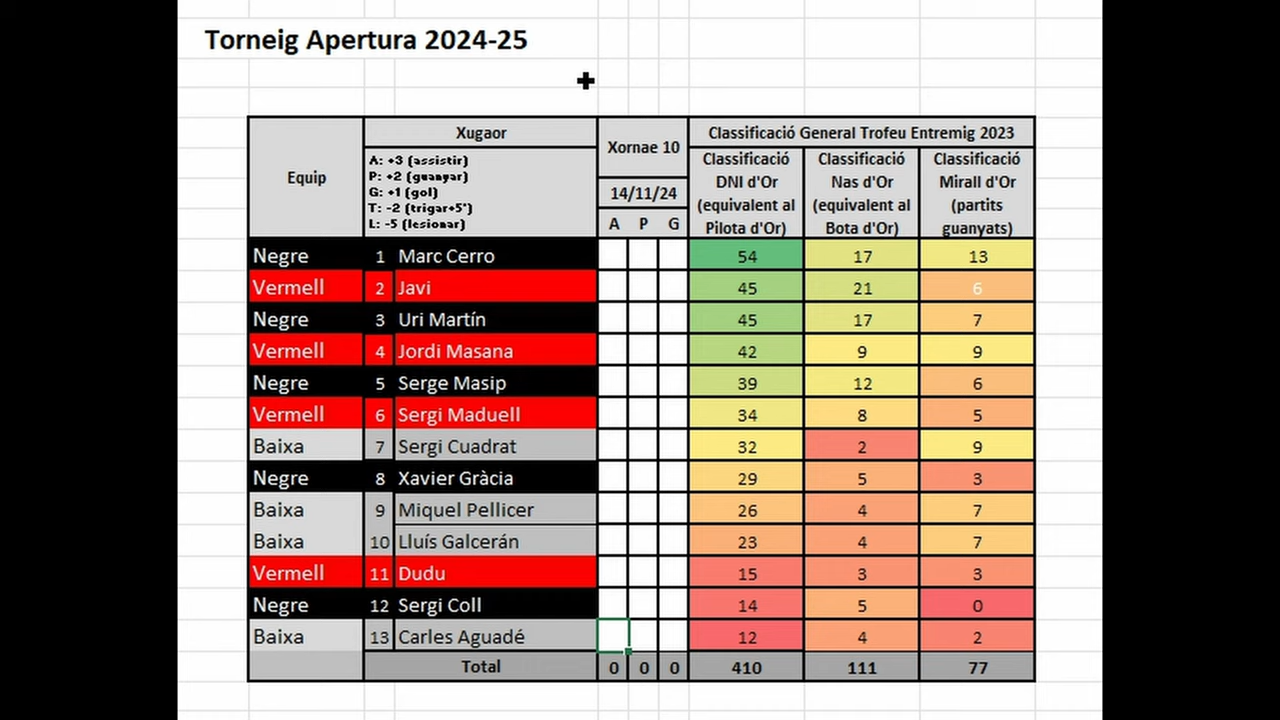 Torneig Apertura 2024-25
Equip
Xugaor
A: +3 (assistir)
P: +2 (guanyar)
G: +1 (gol)
T: -2 (trigar+5')
L: -5 (lesionar)
Xornae 10
14/11/24
A P G
Classificació General Trofeu Entremig 2023
Classificació DNI d'Or (equivalent al Pilota d'Or)
Classificació Nas d'Or (equivalent al Bota d'Or)
Classificació Mirall d'Or (partits guanyats)
Negre 1 Marc Cerro 54 17 13
Vermell 2 Javi 45 21 6
Negre 3 Uri Martín 45 17 7
Vermell 4 Jordi Masana 42 9 9
Negre 5 Serge Masip 39 12 6
Vermell 6 Sergi Maduell 34 8 5
Baixa 7 Sergi Cuadrat 32 2 9
Negre 8 Xavier Gràcia 29 5 3
Baixa 9 Miquel Pellicer 26 4 7
Baixa 10 Lluís Galcerán 23 4 7
Vermell 11 Dudu 15 3 3
Negre 12 Sergi Coll 14 5 0
Baixa 13 Carles Aguadé 12 4 2
Total 0 0 0 410 111 77